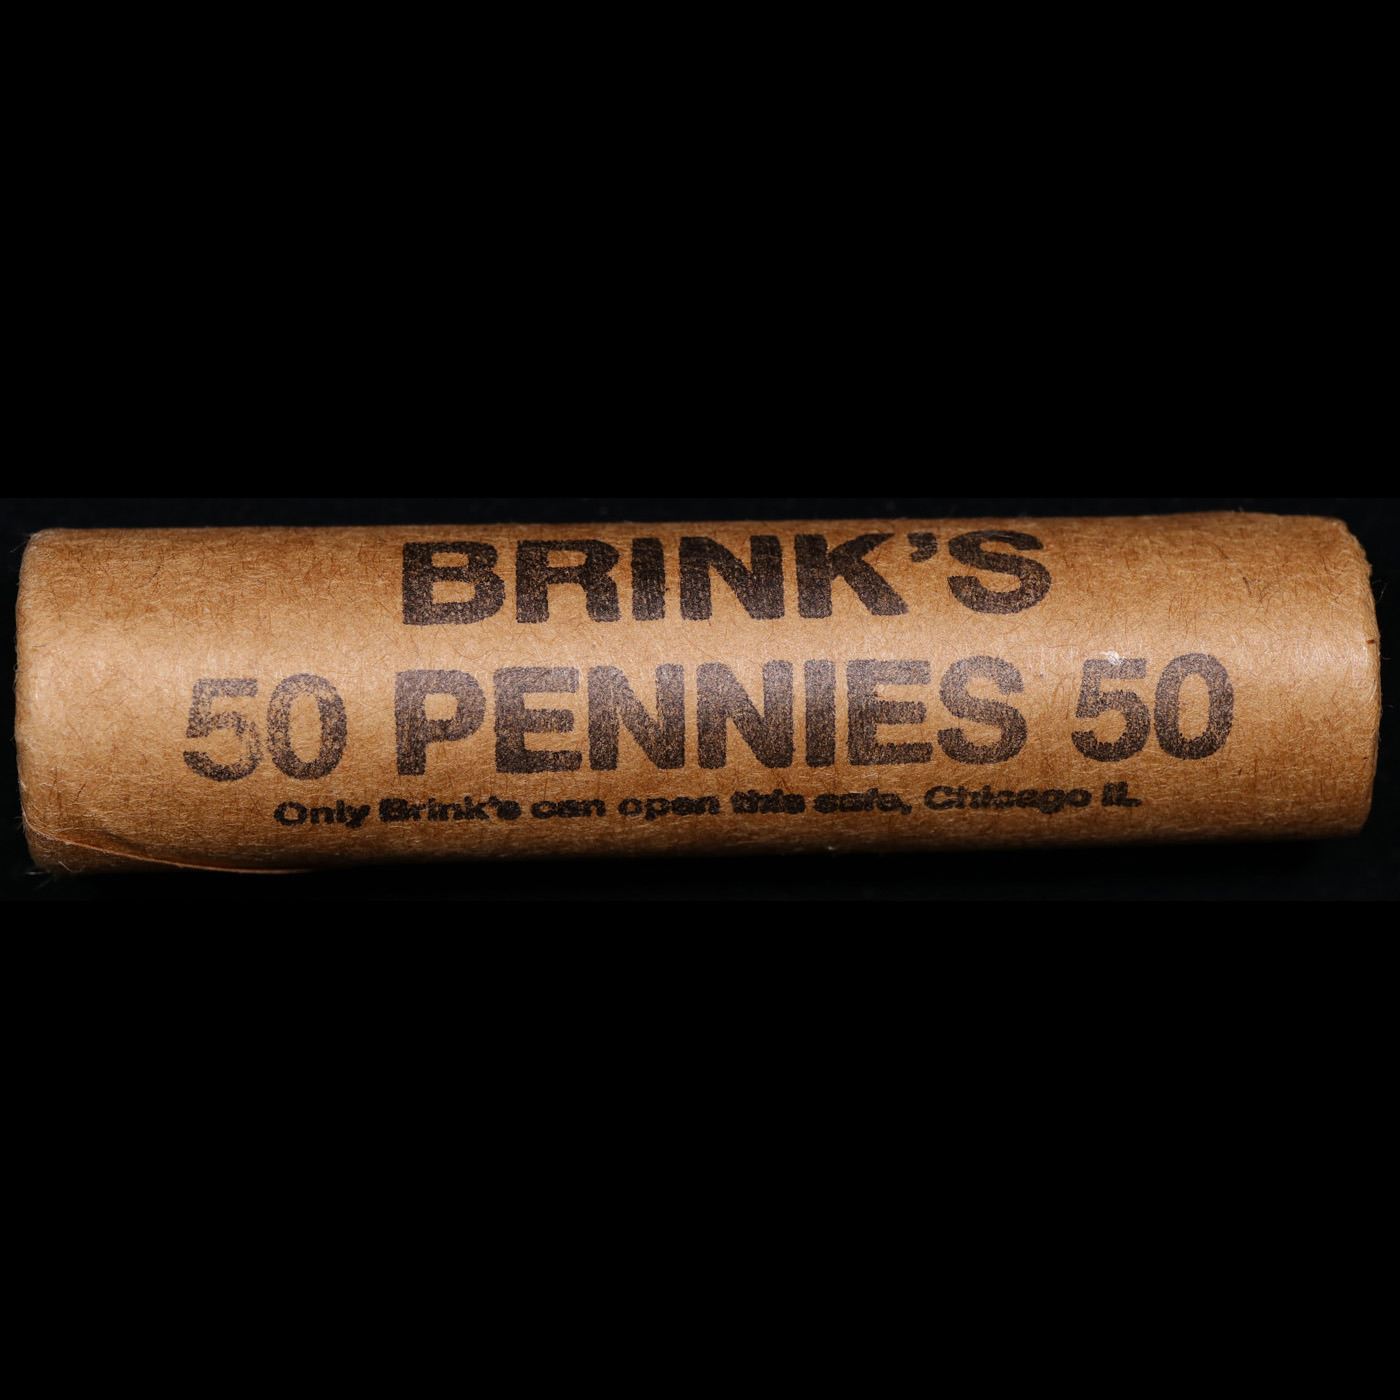 BRINK'S
50 PENNIES 50
Only Brink's can open this safe, Chicago IL